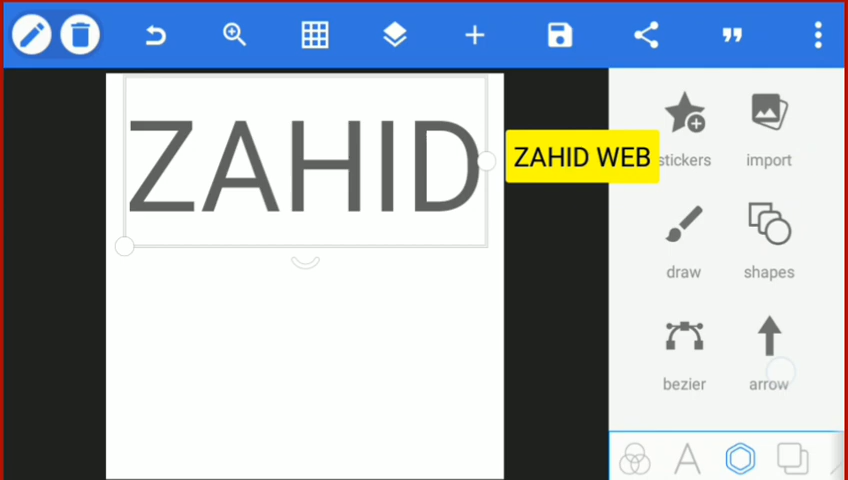 ZAHID
ZAHID WEB
stickers
import
draw
shapes
bezier
arrow
A